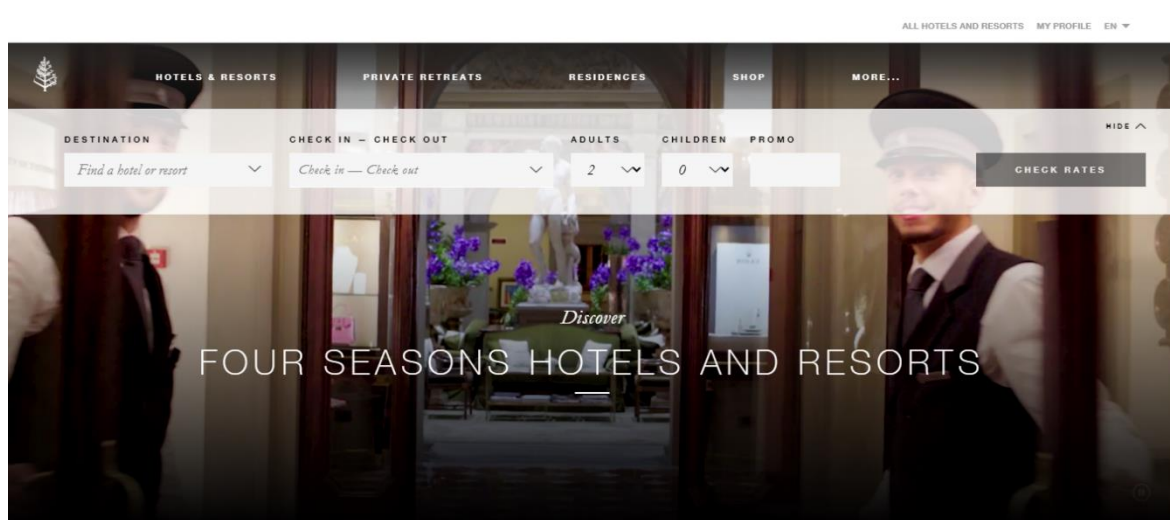 ALL HOTELS AND RESORTS MY PROFILE EN
HOTELS & RESORTS PRIVATE RETREATS RESIDENCES SHOP MORE...
HIDE
DESTINATION CHECK IN – CHECK OUT ADULTS CHILDREN PROMO
Find a hotel or resort Check in — Check out 2 0 CHECK RATES
Discover
FOUR SEASONS HOTELS AND RESORTS